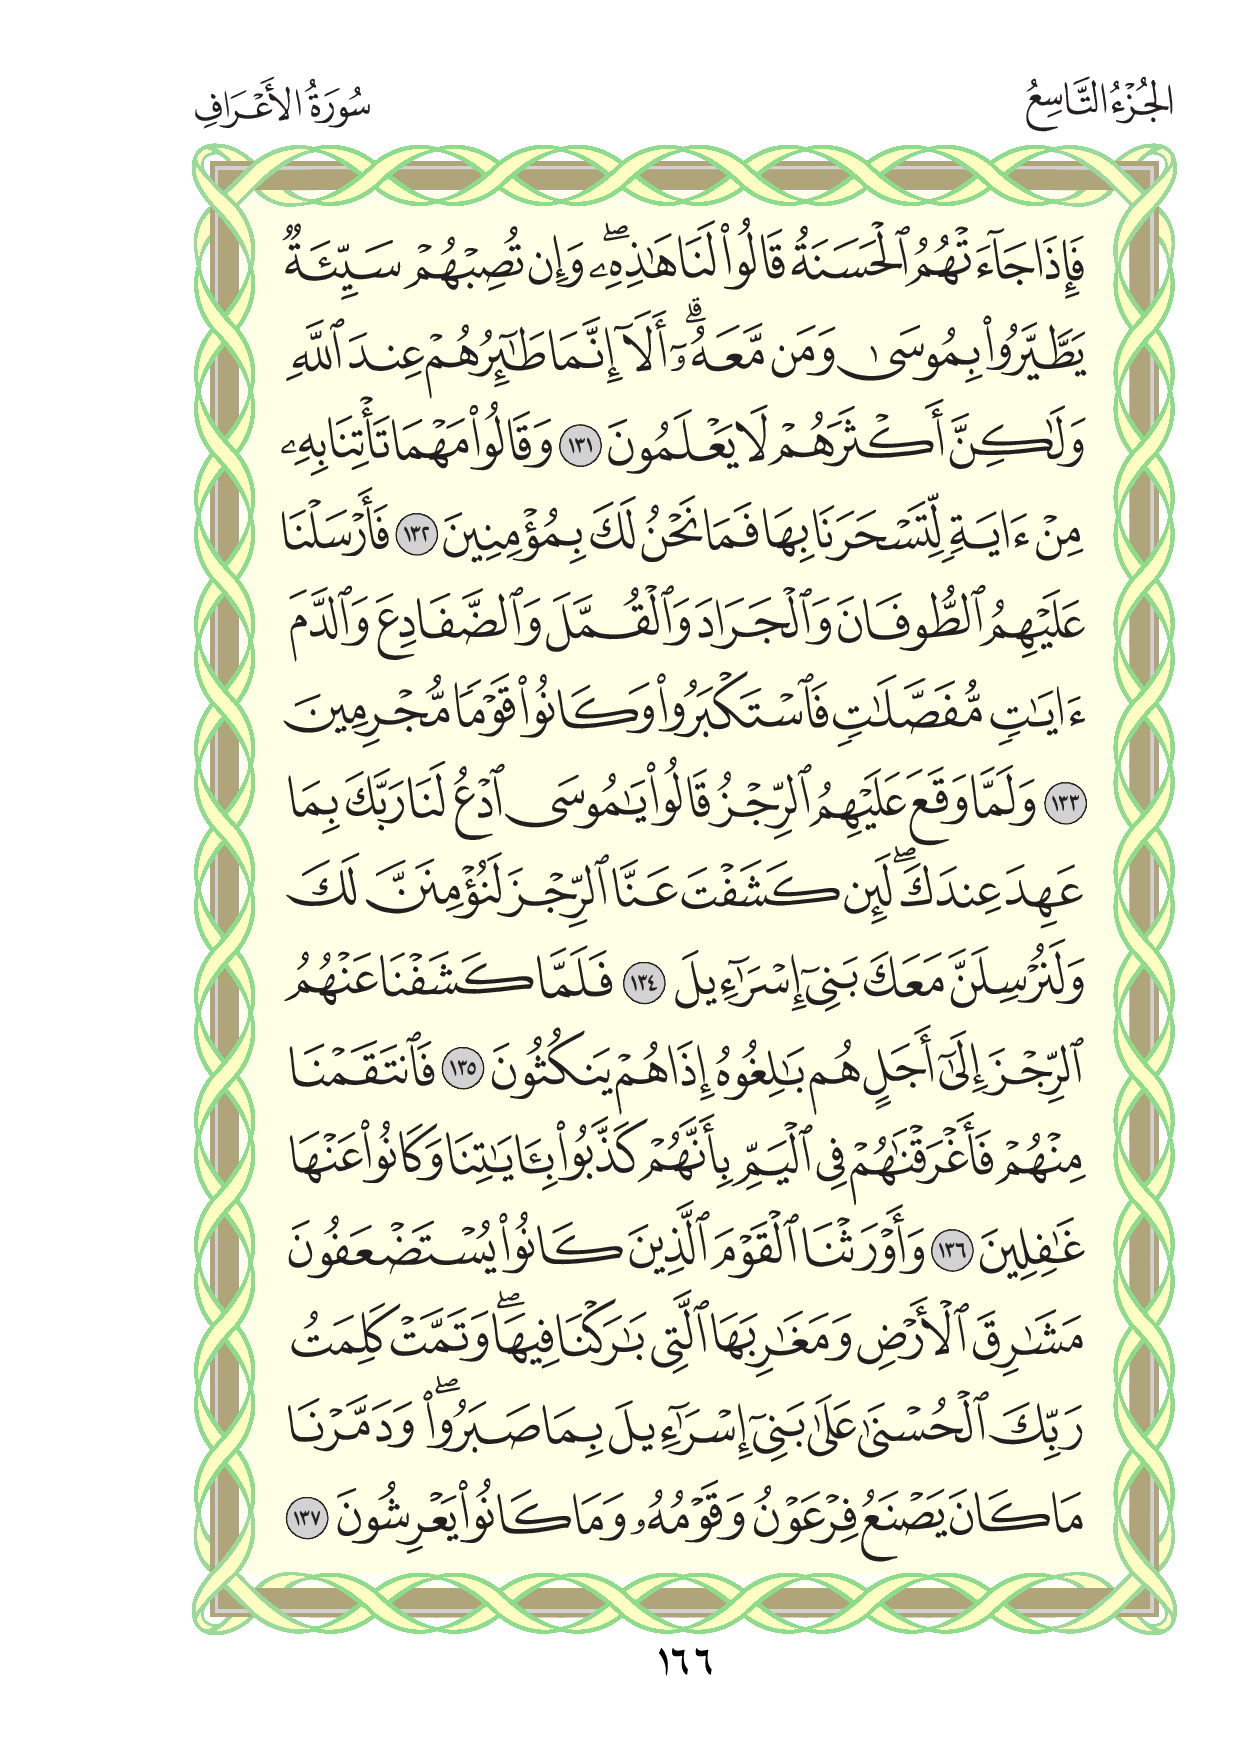 الجُزْءُ التَّاسِعُ
سُورَةُ الأَعْرَافِ
فَإِذَا جَآءَتْهُمُ ٱلْحَسَنَةُ قَالُوا۟ لَنَا هَٰذِهِۦ ۖ وَإِن تُصِبْهُمْ سَيِّئَةٌ
يَطَّيَّرُوا۟ بِمُوسَىٰ وَمَن مَّعَهُۥٓ ۗ أَلَآ إِنَّمَا طَٰٓئِرُهُمْ عِندَ ٱللَّهِ
وَلَٰكِنَّ أَكْثَرَهُمْ لَا يَعْلَمُونَ ١٣١ وَقَالُوا۟ مَهْمَا تَأْتِنَا بِهِۦ
مِنْ ءَايَةٍ لِّتَسْحَرَنَا بِهَا فَمَا نَحْنُ لَكَ بِمُؤْمِنِينَ ١٣٢ فَأَرْسَلْنَا
عَلَيْهِمُ ٱلطُّوفَانَ وَٱلْجَرَادَ وَٱلْقُمَّلَ وَٱلضَّفَادِعَ وَٱلدَّمَ
ءَايَٰتٍ مُّفَصَّلَٰتٍ فَٱسْتَكْبَرُوا۟ وَكَانُوا۟ قَوْمًا مُّجْرِمِينَ
١٣٣ وَلَمَّا وَقَعَ عَلَيْهِمُ ٱلرِّجْزُ قَالُوا۟ يَٰمُوسَى ٱدْعُ لَنَا رَبَّكَ بِمَا
عَهِدَ عِندَكَ ۖ لَئِن كَشَفْتَ عَنَّا ٱلرِّجْزَ لَنُؤْمِنَنَّ لَكَ
وَلَنُرْسِلَنَّ مَعَكَ بَنِىٓ إِسْرَٰٓءِيلَ ١٣٤ فَلَمَّا كَشَفْنَا عَنْهُمُ
ٱلرِّجْزَ إِلَىٰٓ أَجَلٍ هُم بَٰلِغُوهُ إِذَا هُمْ يَنكُثُونَ ١٣٥ فَٱنتَقَمْنَا
مِنْهُمْ فَأَغْرَقْنَٰهُمْ فِى ٱلْيَمِّ بِأَنَّهُمْ كَذَّبُوا۟ بِـَٔايَٰتِنَا وَكَانُوا۟ عَنْهَا
غَٰفِلِينَ ١٣٦ وَأَوْرَثْنَا ٱلْقَوْمَ ٱلَّذِينَ كَانُوا۟ يُسْتَضْعَفُونَ
مَشَٰرِقَ ٱلْأَرْضِ وَمَغَٰرِبَهَا ٱلَّتِى بَٰرَكْنَا فِيهَا ۖ وَتَمَّتْ كَلِمَتُ
رَبِّكَ ٱلْحُسْنَىٰ عَلَىٰ بَنِىٓ إِسْرَٰٓءِيلَ بِمَا صَبَرُوا۟ ۖ وَدَمَّرْنَا
مَا كَانَ يَصْنَعُ فِرْعَوْنُ وَقَوْمُهُۥ وَمَا كَانُوا۟ يَعْرِشُونَ ١٣٧
١٦٦